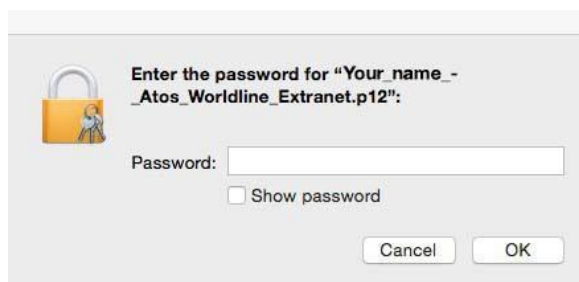 Enter the password for “Your_name_-
_Atos_Worldline_Extranet.p12”:
Password:
Show password
Cancel
OK